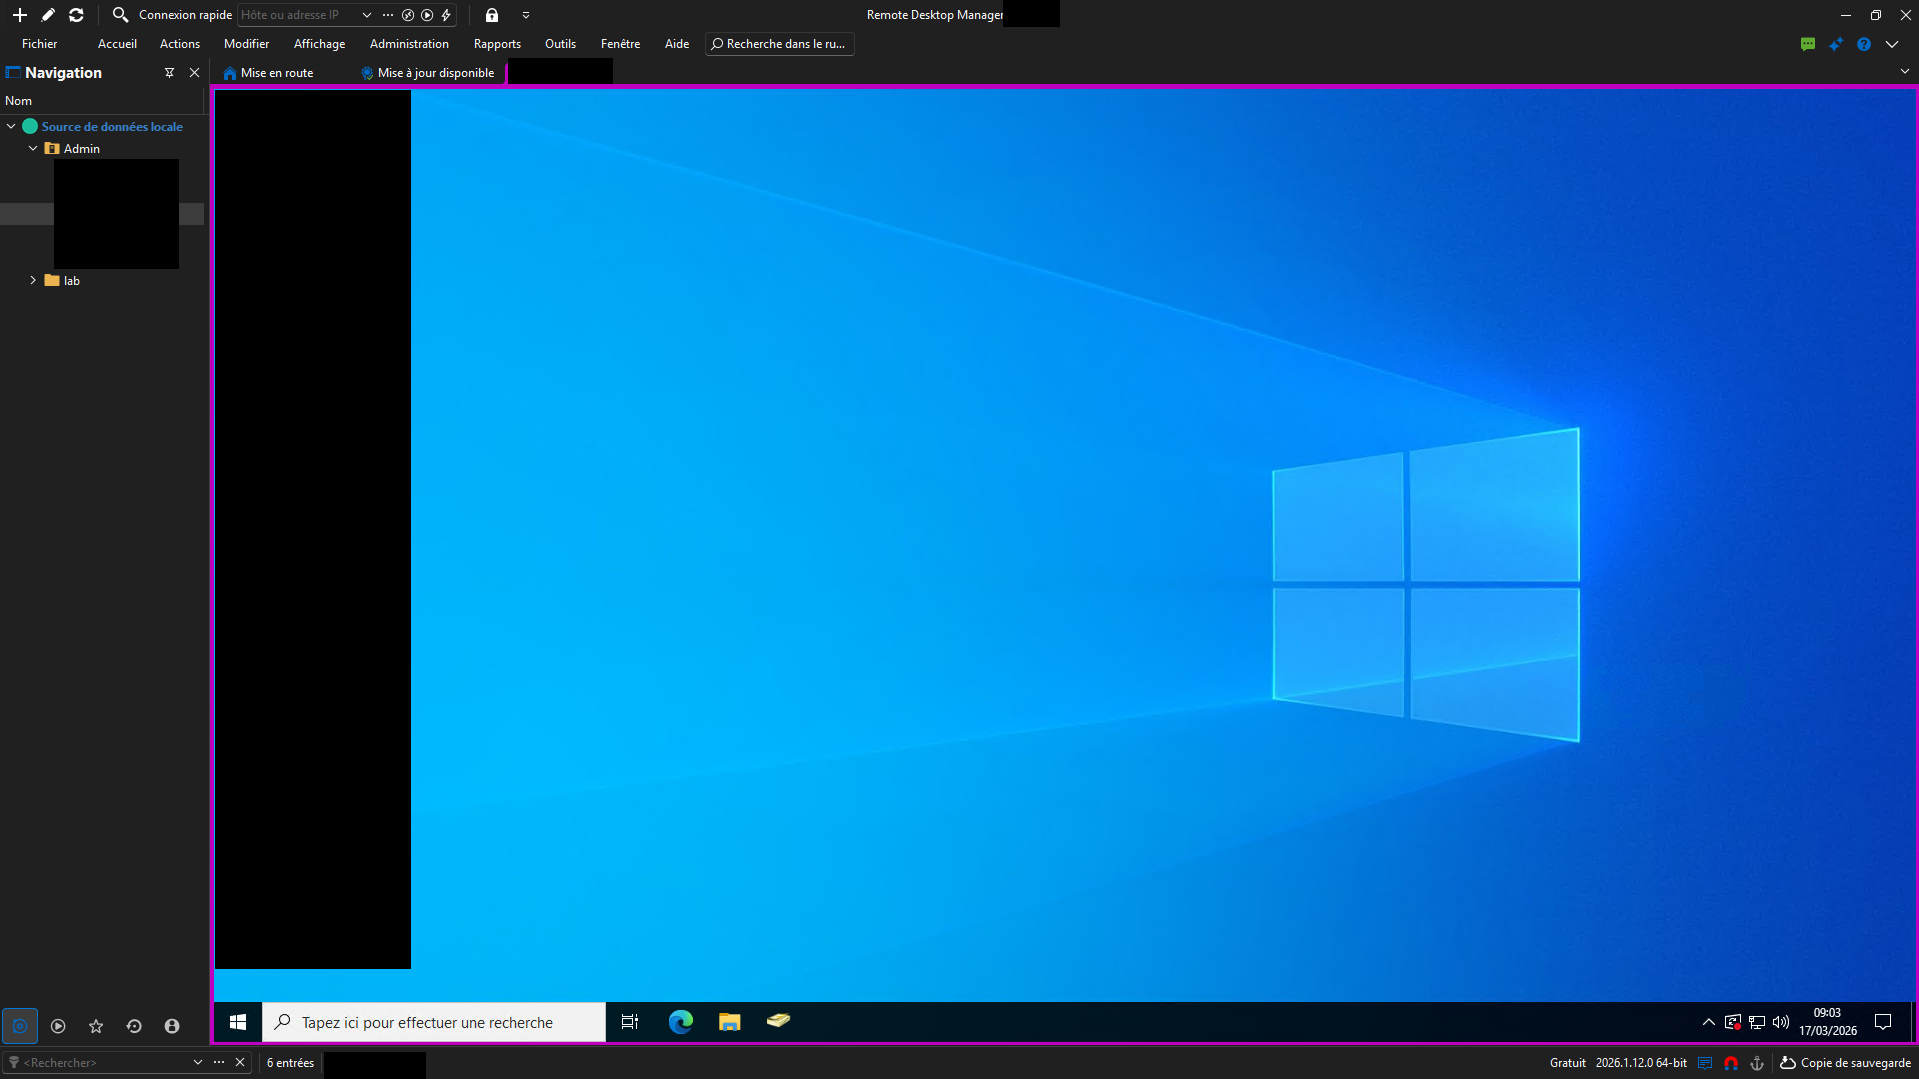 Connexion rapide Hôte ou adresse IP
Remote Desktop Manager
Fichier Accueil Actions Modifier Affichage Administration Rapports Outils Fenêtre Aide Recherche dans le ru...
Navigation
Mise en route Mise à jour disponible
Nom
Source de données locale
Admin
lab
Tapez ici pour effectuer une recherche
09:03
17/03/2026
<Rechercher>
6 entrées
Gratuit 2026.1.12.0 64-bit Copie de sauvegarde